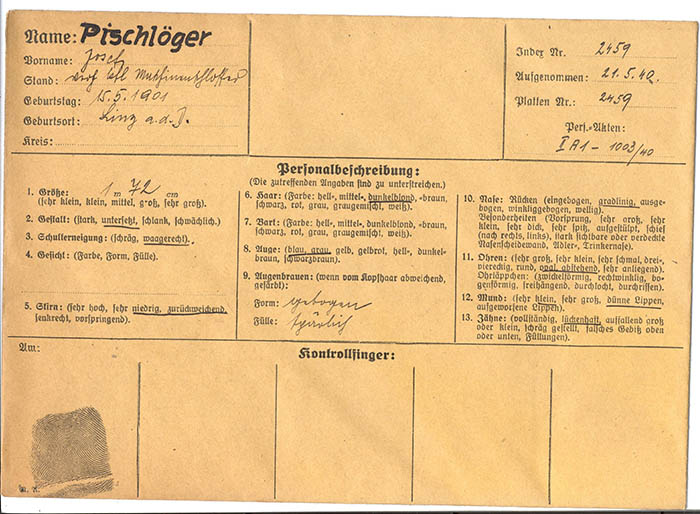 Name: Pischlöger
Vorname: Josef
Stand: verh
Geburtstag: 15.5.1901
Geburtsort: Linz a.d.D.
Kreis:
Index Nr. 2459
Aufgenommen: 21.5.40.
Platten Nr.: 2459
Pers.-Akten:
I A1 - 1003/40
Personalbeschreibung:
(Die zutreffenden Angaben sind zu unterstreichen.)
1. Größe: 1 m 72 cm
(sehr klein, klein, mittel, groß, sehr groß).
2. Gestalt: (stark, untersetzt, schlank, schwächlich.)
3. Schulterneigung: (schräg, waagerecht).
4. Gesicht: (Farbe, Form, Fülle).
5. Stirn: (sehr hoch, sehr niedrig, zurückweichend,
senkrecht, vorspringend).
6. Haar: (Farbe: hell-, mittel-, dunkelblond, -braun,
schwarz, rot, grau, graugemischt, weiß).
7. Bart: (Farbe: hell-, mittel-, dunkelblond, -braun,
schwarz, rot, grau, graugemischt, weiß).
8. Auge: (blau, grau, gelb, gelbrot, hell-, dunkel-
braun, schwarzbraun).
9. Augenbrauen: (wenn vom Kopfhaar abweichend,
gefärbt):
Form: gebogen
Fülle: spärlich
10. Nase: Rücken (eingebogen, gradlinig, ausge-
bogen, winkliggebogen, wellig).
Besonderheiten (Vorsprung, sehr groß, sehr
klein, sehr dick, sehr spitz, aufgestülpt, schief
(nach rechts, links), stark sichtbare oder verdeckte
Nasenscheidewand, Adler-, Trinkernase).
11. Ohren: (sehr groß, sehr klein, sehr schmal, drei-,
viereckig, rund, oval, abstehend, sehr anliegend).
Ohrläppchen: (zwickelförmig, rechtwinklig, bo-
genförmig, freihängend, durchlocht, durchrissen).
12. Mund: (sehr klein, sehr groß, dünne Lippen,
aufgeworfene Lippen).
13. Zähne: (vollständig, lückenhaft, auffallend groß
oder klein, schräg gestellt, falsches Gebiß oben
oder unten, Füllungen).
Am:
Kontrollfinger: